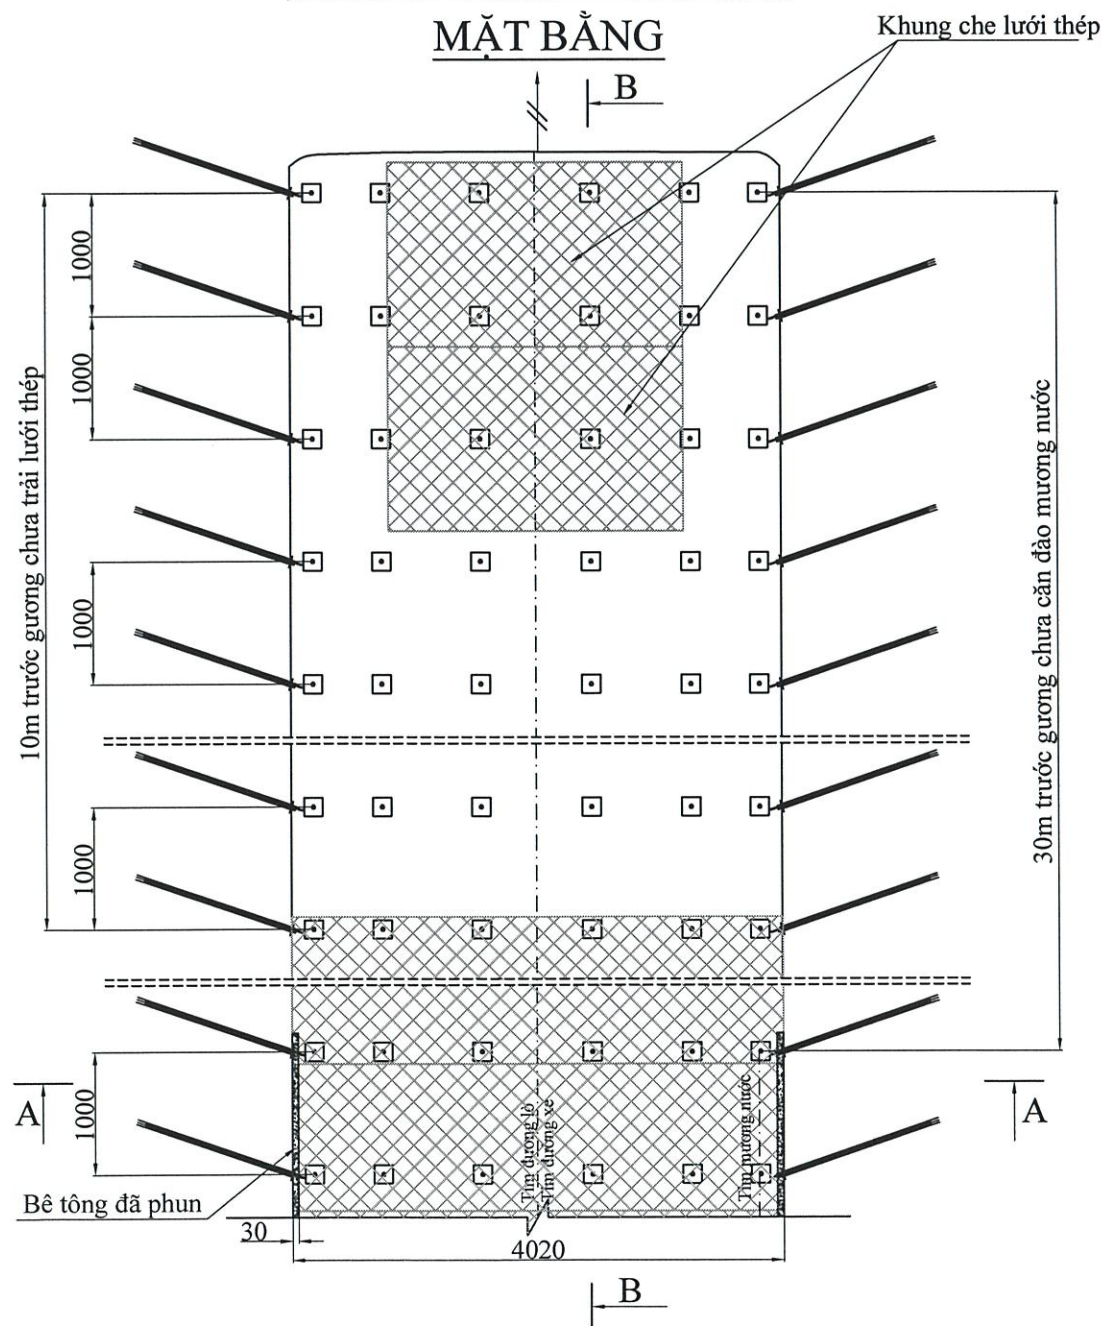 MẶT BẰNG
Khung che lưới thép
B
1000
1000
10m trước gương chưa trải lưới thép
1000
30m trước gương chưa căn đào mương nước
1000
A
1000
Tim đường lò
Tim đường xe
Tim mương nước
A
Bê tông đã phun
30
4020
B